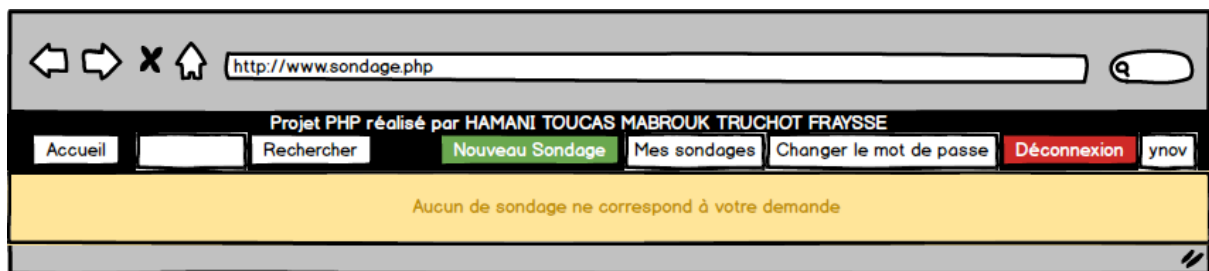 http://www.sondage.php
Projet PHP réalisé par HAMANI TOUCAS MABROUK TRUCHOT FRAYSSE
Accueil Rechercher Nouveau Sondage Mes sondages Changer le mot de passe Déconnexion ynov
Aucun de sondage ne correspond à votre demande